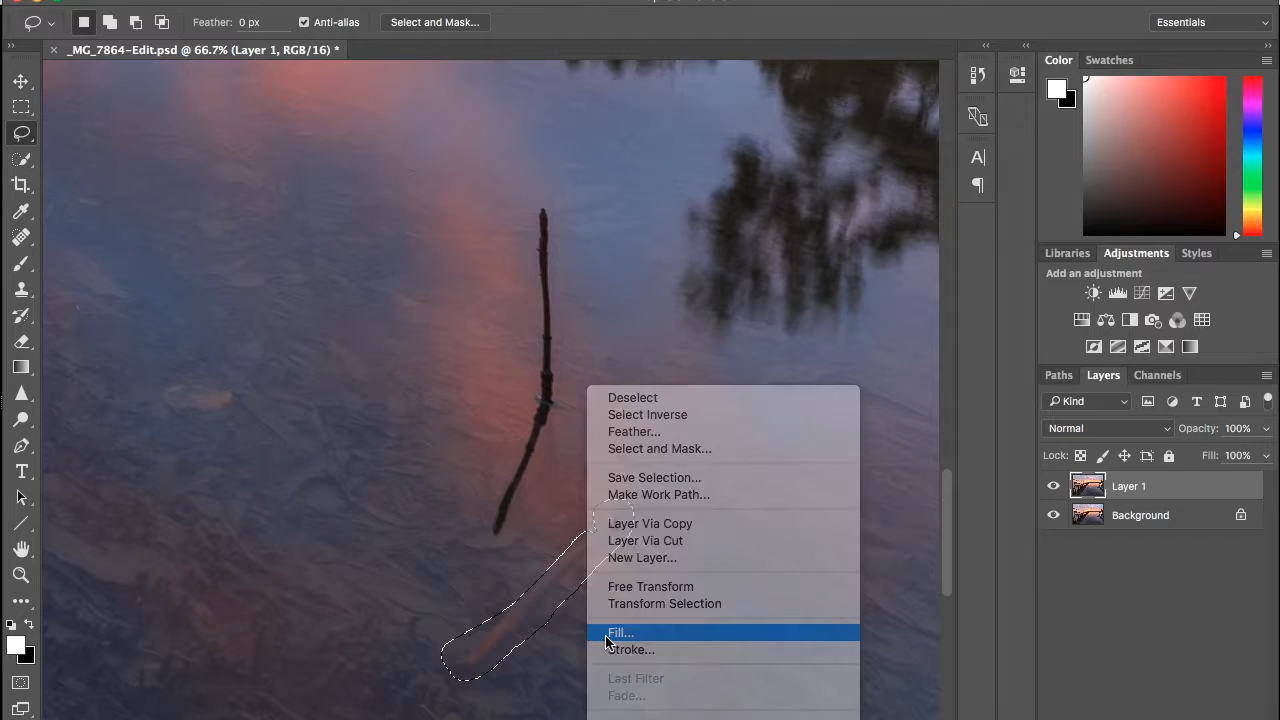 Feather: 0 px
Anti-alias
Select and Mask...
Essentials
_MG_7864-Edit.psd @ 66.7% (Layer 1, RGB/16) *
Color
Swatches
Libraries
Adjustments
Styles
Add an adjustment
Paths
Layers
Channels
Kind
Normal
Opacity: 100%
Lock:
Fill: 100%
Layer 1
Background
Deselect
Select Inverse
Feather...
Select and Mask...
Save Selection...
Make Work Path...
Layer Via Copy
Layer Via Cut
New Layer...
Free Transform
Transform Selection
Fill...
Stroke...
Last Filter
Fade...